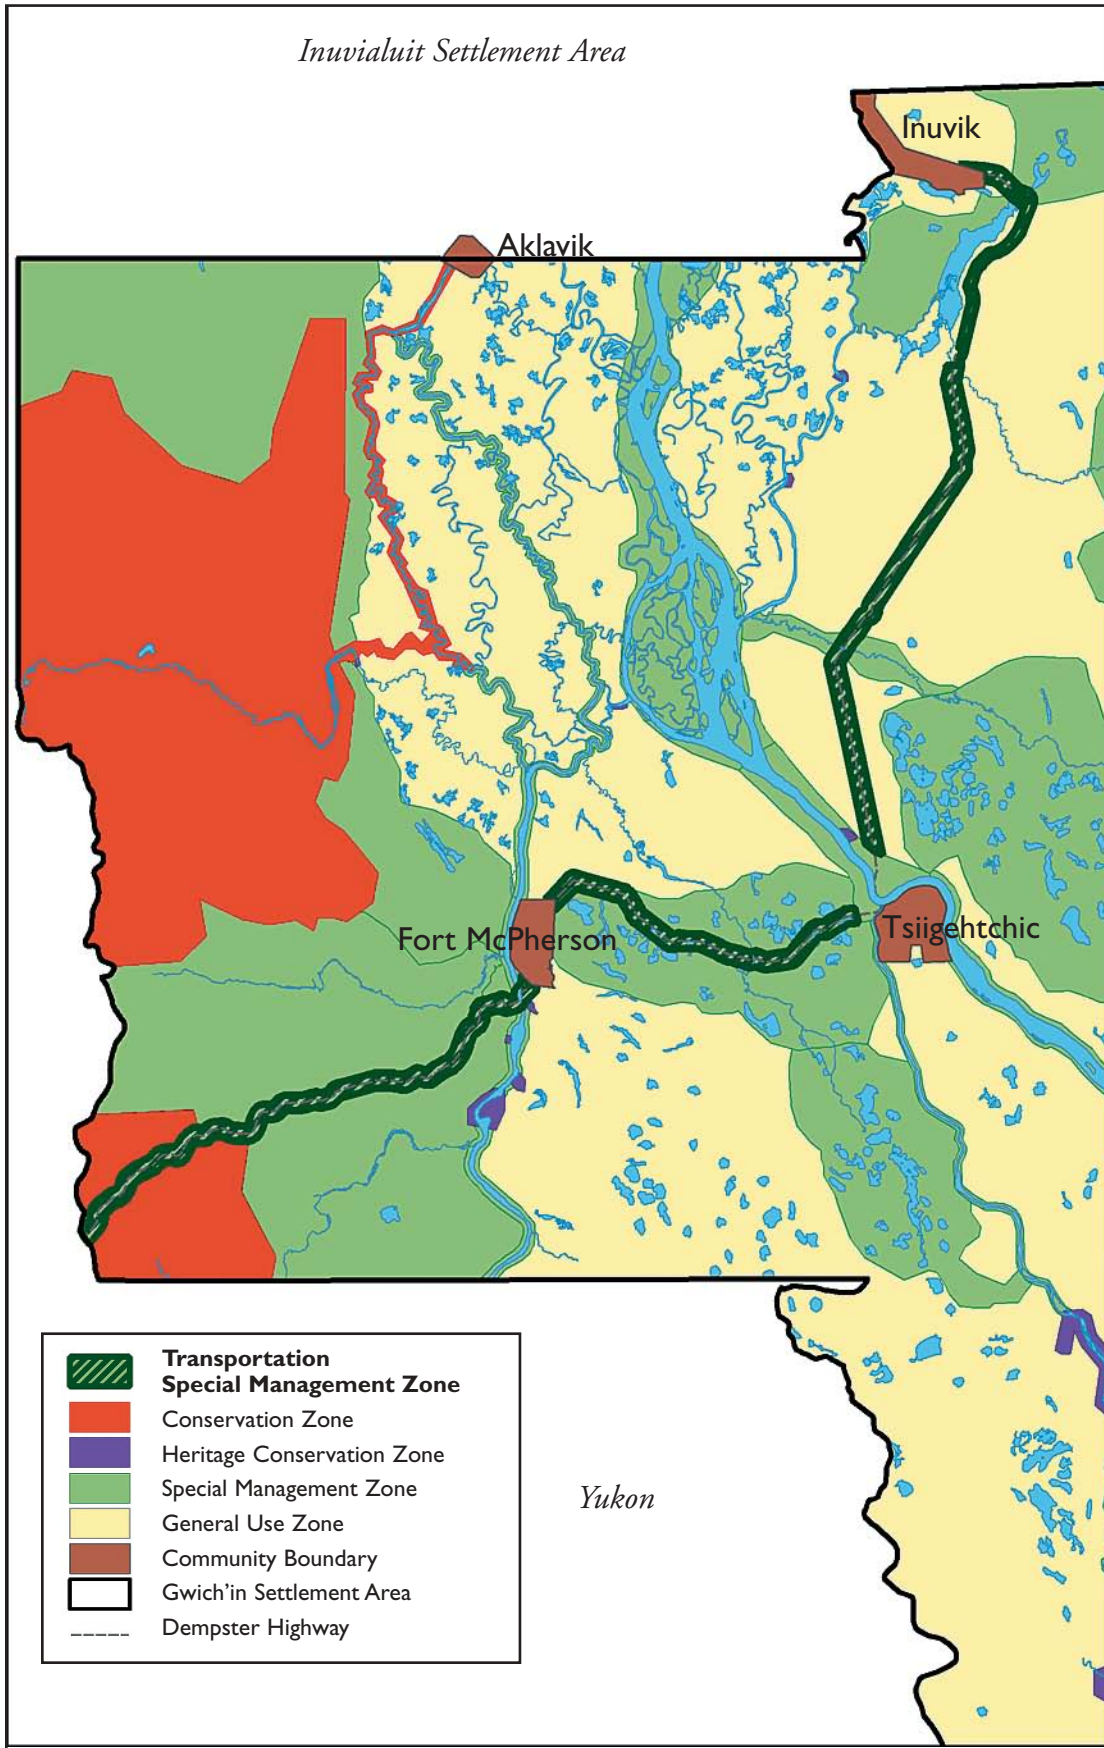 Inuvialuit Settlement Area
Inuvik
Aklavik
Fort McPherson
Tsiigehtchic
Transportation
Special Management Zone
Conservation Zone
Heritage Conservation Zone
Special Management Zone
General Use Zone
Community Boundary
Gwich'in Settlement Area
Dempster Highway
Yukon